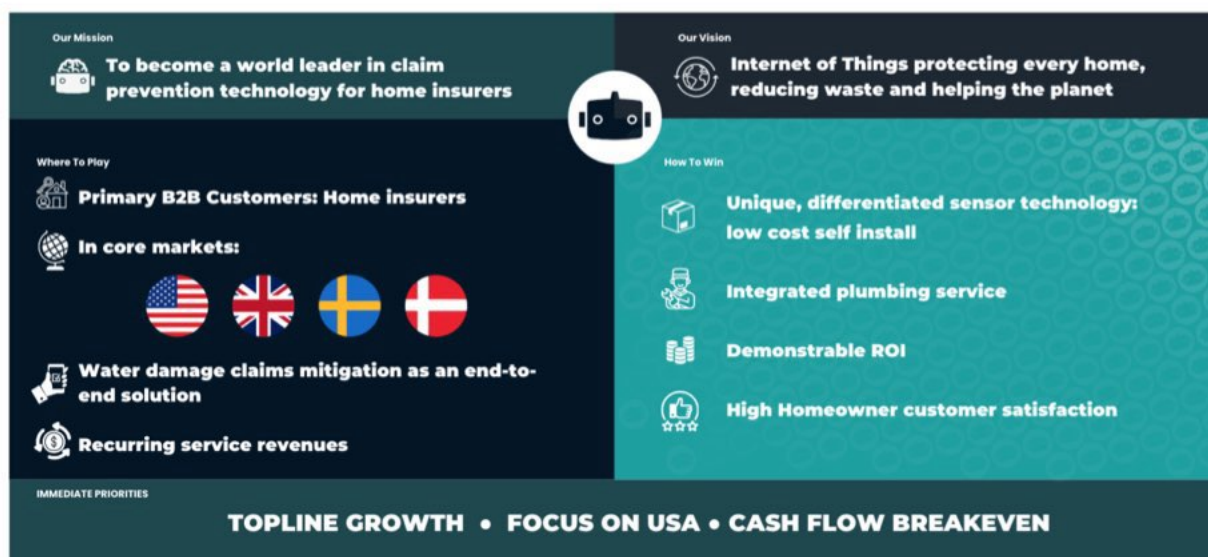 Our Mission
To become a world leader in claim
prevention technology for home insurers
Our Vision
Internet of Things protecting every home,
reducing waste and helping the planet
Where To Play
Primary B2B Customers: Home insurers
In core markets:
Water damage claims mitigation as an end-to-
end solution
Recurring service revenues
How To Win
Unique, differentiated sensor technology:
low cost self install
Integrated plumbing service
Demonstrable ROI
High Homeowner customer satisfaction
IMMEDIATE PRIORITIES
TOPLINE GROWTH • FOCUS ON USA • CASH FLOW BREAKEVEN